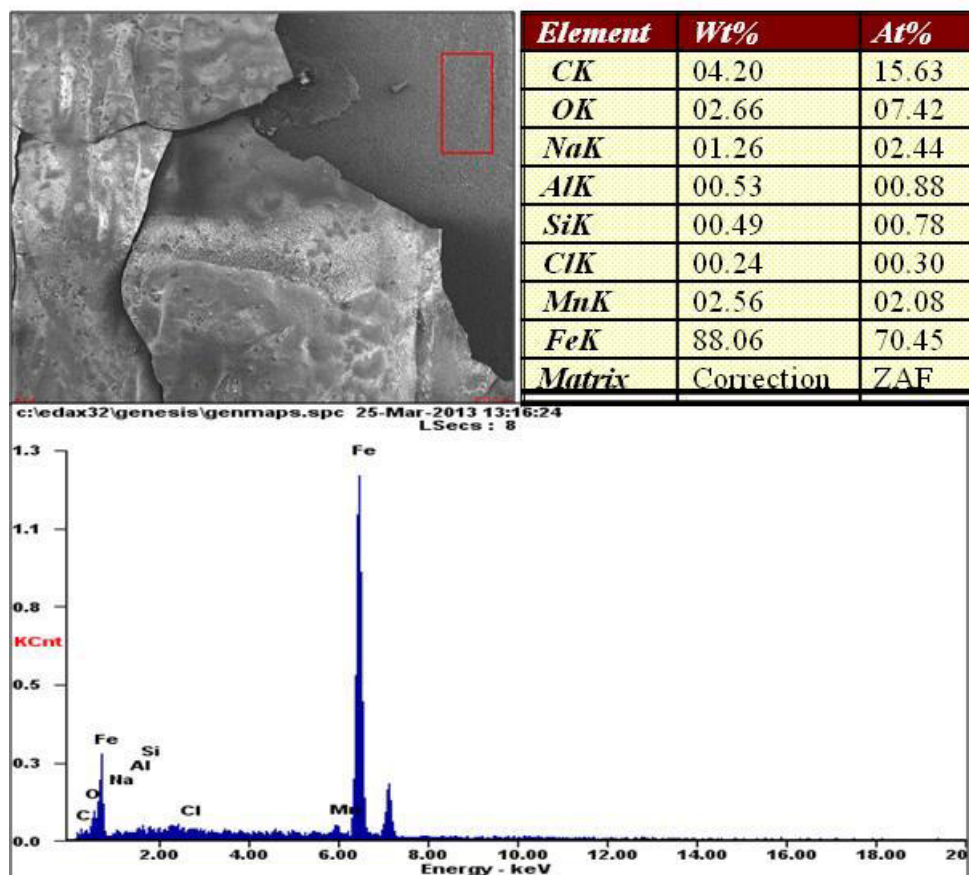 Element Wt% At%
CK 04.20 15.63
OK 02.66 07.42
NaK 01.26 02.44
AlK 00.53 00.88
SiK 00.49 00.78
ClK 00.24 00.30
MnK 02.56 02.08
FeK 88.06 70.45
Matrix Correction ZAF
c:\edax32\genesis\genmaps.spc 25-Mar-2013 13:16:24
LSecs : 8
1.3
1.1
0.8
KCnt
0.5
0.3
0.0
Fe
Fe
Si
Al
Na
O
C
Cl
Mn
2.00 4.00 6.00 8.00 10.00 12.00 14.00 16.00 18.00 20
Energy - keV